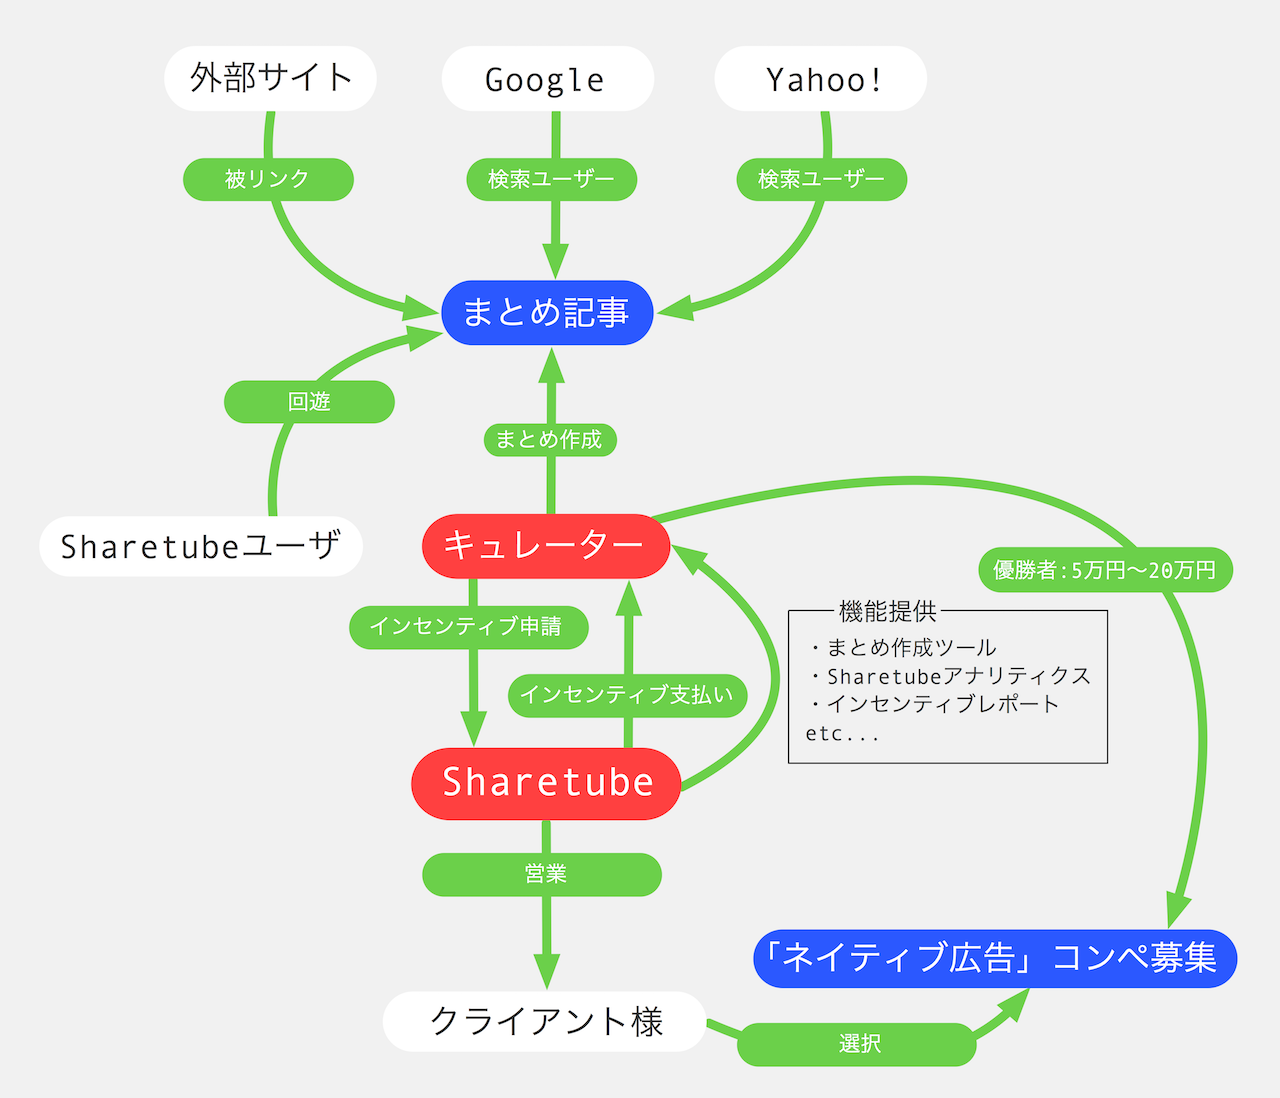 外部サイト
Google
Yahoo!
被リンク
検索ユーザー
検索ユーザー
まとめ記事
回遊
まとめ作成
Sharetubeユーザ
キュレーター
優勝者:5万円〜20万円
インセンティブ申請
機能提供
・まとめ作成ツール
・Sharetubeアナリティクス
・インセンティブレポート
etc...
インセンティブ支払い
Sharetube
営業
「ネイティブ広告」コンペ募集
クライアント様
選択